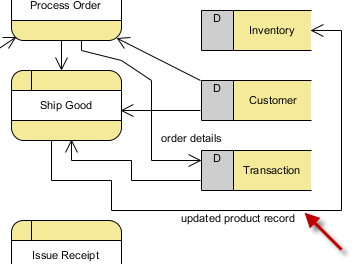 Process Order
D
Inventory
D
Customer
Ship Good
order details
D
Transaction
updated product record
Issue Receipt